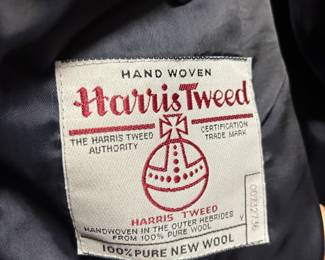 HAND WOVEN
Harris Tweed
THE HARRIS TWEED
AUTHORITY
CERTIFICATION
TRADE MARK
HARRIS TWEED
HANDWOVEN IN THE OUTER HEBRIDES
FROM 100% PURE WOOL
Y
100% PURE NEW WOOL